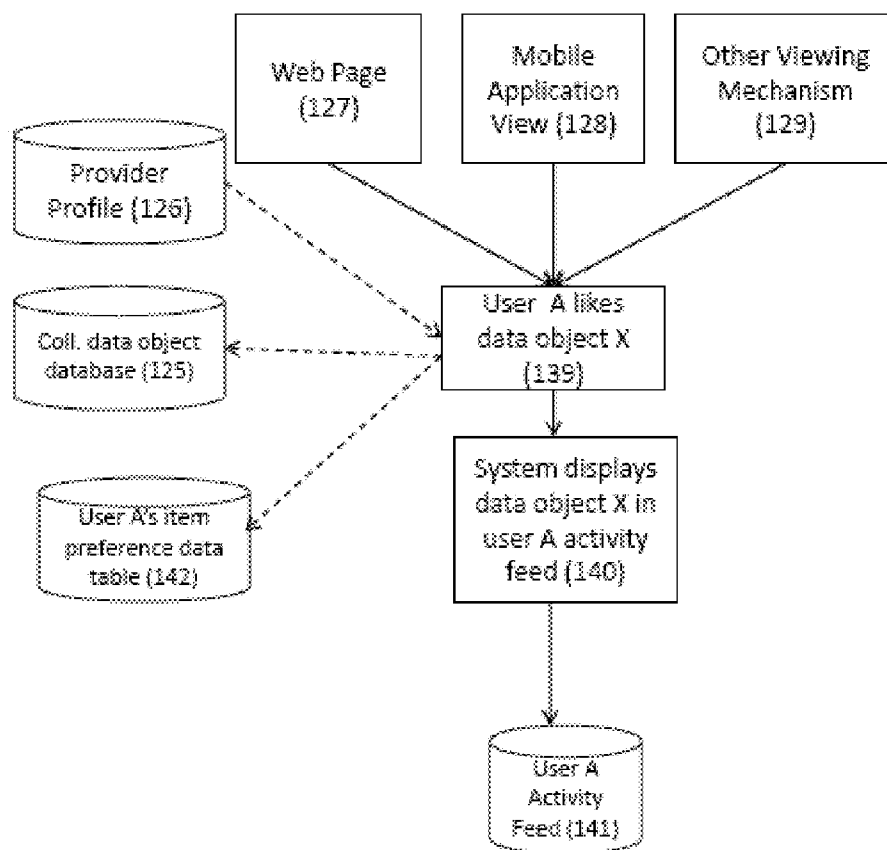 Web Page
(127)
Mobile
Application
View (128)
Other Viewing
Mechanism
(129)
Provider
Profile (126)
Coll. data object
database (125)
User A likes
data object X
(139)
User A's item
preference data
table (142)
System displays
data object X in
user A activity
feed (140)
User A
Activity
Feed (141)